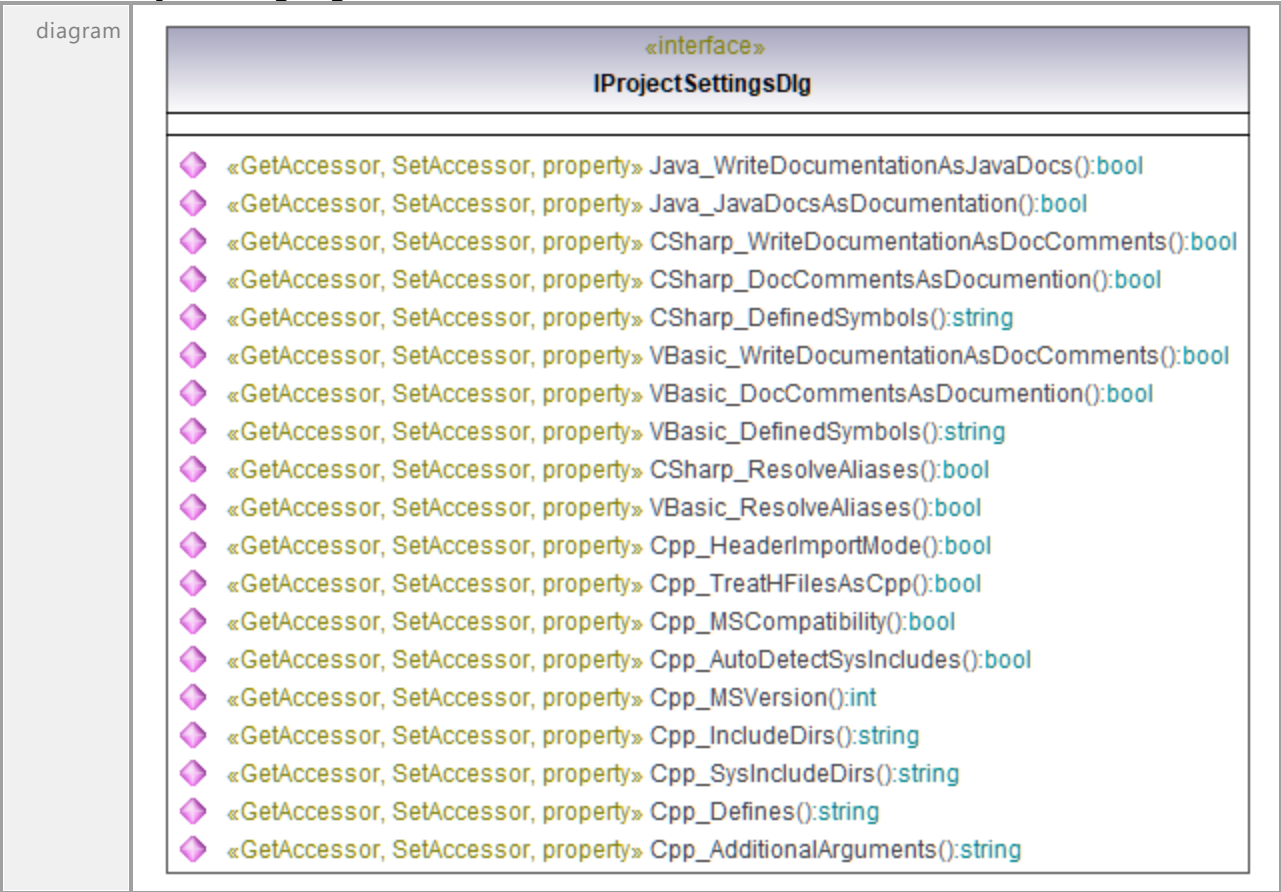 diagram
«interface»
IProjectSettingsDlg
«GetAccessor, SetAccessor, property» Java_WriteDocumentationAsJavaDocs():bool
«GetAccessor, SetAccessor, property» Java_JavaDocsAsDocumentation():bool
«GetAccessor, SetAccessor, property» CSharp_WriteDocumentationAsDocComments():bool
«GetAccessor, SetAccessor, property» CSharp_DocCommentsAsDocumention():bool
«GetAccessor, SetAccessor, property» CSharp_DefinedSymbols():string
«GetAccessor, SetAccessor, property» VBasic_WriteDocumentationAsDocComments():bool
«GetAccessor, SetAccessor, property» VBasic_DocCommentsAsDocumention():bool
«GetAccessor, SetAccessor, property» VBasic_DefinedSymbols():string
«GetAccessor, SetAccessor, property» CSharp_ResolveAliases():bool
«GetAccessor, SetAccessor, property» VBasic_ResolveAliases():bool
«GetAccessor, SetAccessor, property» Cpp_HeaderImportMode():bool
«GetAccessor, SetAccessor, property» Cpp_TreatHFilesAsCpp():bool
«GetAccessor, SetAccessor, property» Cpp_MSCompatibility():bool
«GetAccessor, SetAccessor, property» Cpp_AutoDetectSysIncludes():bool
«GetAccessor, SetAccessor, property» Cpp_MSVersion():int
«GetAccessor, SetAccessor, property» Cpp_IncludeDirs():string
«GetAccessor, SetAccessor, property» Cpp_SysIncludeDirs():string
«GetAccessor, SetAccessor, property» Cpp_Defines():string
«GetAccessor, SetAccessor, property» Cpp_AdditionalArguments():string